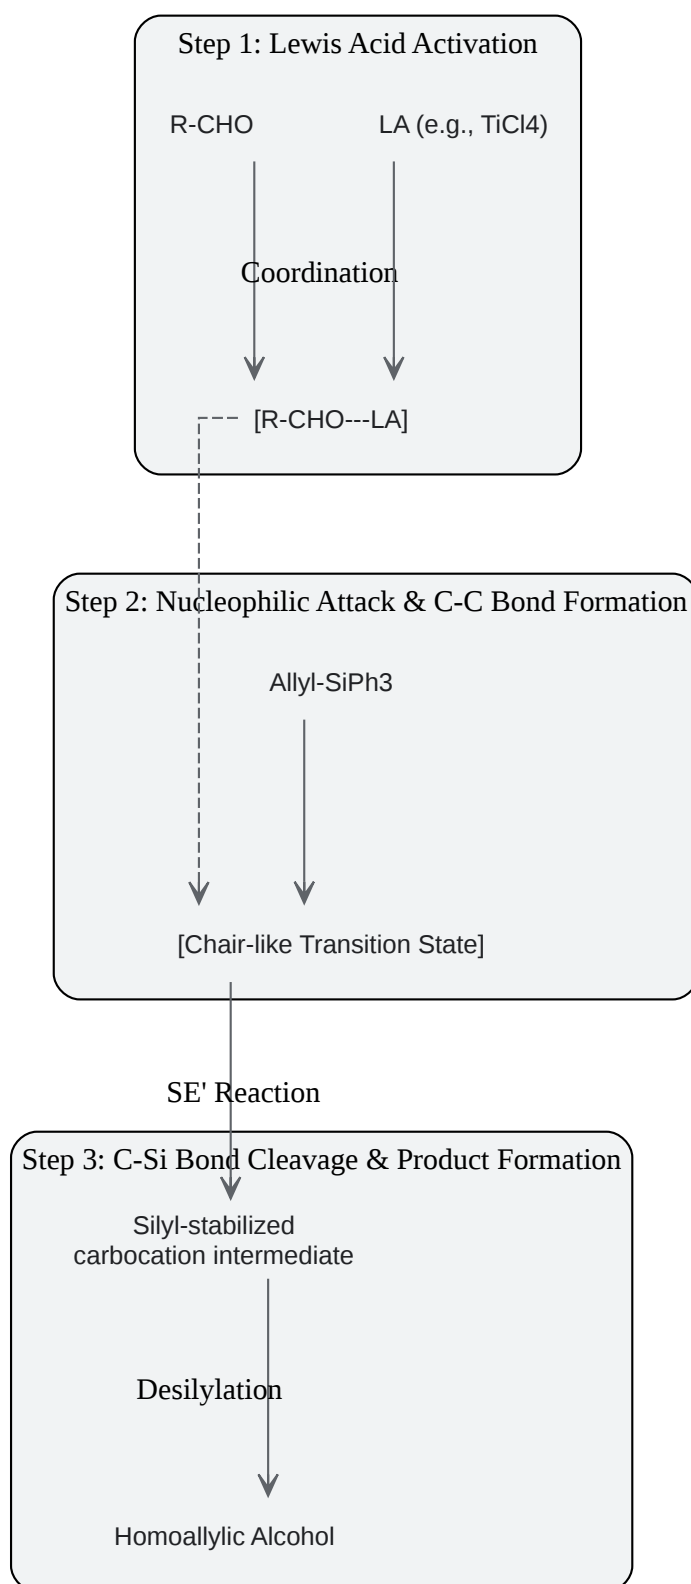 Step 1: Lewis Acid Activation
R-CHO
LA (e.g., TiCl4)
Coordination
[R-CHO---LA]
Step 2: Nucleophilic Attack & C-C Bond Formation
Allyl-SiPh3
[Chair-like Transition State]
SE' Reaction
Step 3: C-Si Bond Cleavage & Product Formation
Silyl-stabilized
carbocation intermediate
Desilylation
Homoallylic Alcohol